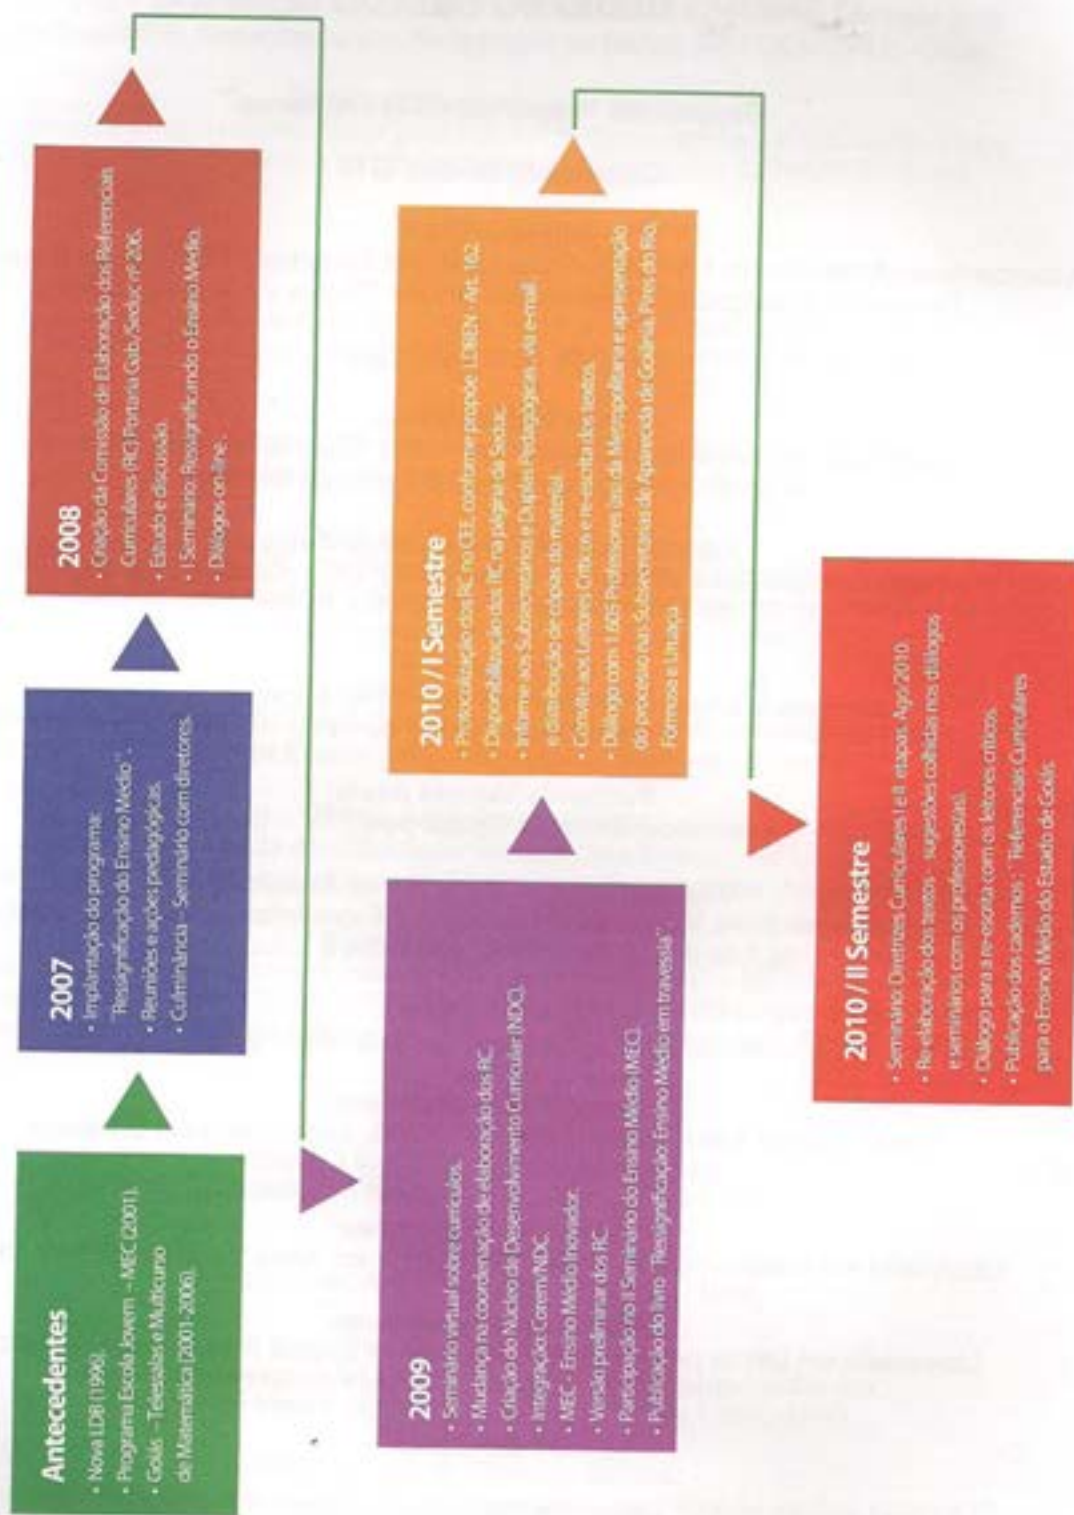 Antecedentes
• Nova LDB (1996).
• Programa Escola Jovem – MEC (2001).
• Goiás – Telessalas e Multicurso
de Matemática (2001-2006).
2007
• Implantação do programa:
"Ressignificação do Ensino Médio".
• Reuniões e ações pedagógicas.
• Culminância - Seminário com diretores.
2008
• Criação da Comissão de Elaboração dos Referenciais
Curriculares (RC) Portaria Gab/Seduc nº 206.
• Estudo e discussão.
• I Seminário: Ressignificando o Ensino Médio.
• Diálogos on-line.
2009
• Seminário virtual sobre currículos.
• Mudança na coordenação de elaboração dos RC.
• Criação do Núcleo de Desenvolvimento Curricular (NDC).
• Integração: Corem/NDC.
• MEC - Ensino Médio Inovador.
• Versão preliminar dos RC.
• Participação no I Seminário do Ensino Médio (MEC).
• Publicação do livro "Ressignificação: Ensino Médio em travessia".
2010 / I Semestre
• Protocolização dos RC, no CEE, conforme propõe LDBEN - Art. 162.
• Disponibilização dos RC na página da Seduc.
• Informe aos Subsecretários e Duplas Pedagógicas, via e-mail
e distribuição de cópias do material.
• Convite aos Leitores Críticos e re-escrita dos textos.
• Diálogo com 1.605 Professores (as) da Metropolitana e apresentação
do processo na: Subsecretaria de Aparecida de Goiânia, Pires do Rio,
Formosa e Uruaçu.
2010 / II Semestre
• Seminário: Diretrizes Curriculares I e II etapas Ago/2010.
• Re-elaboração dos textos - sugestões colhidas nos diálogos
e seminários com os professores(as).
• Diálogo para a re-escrita com os leitores críticos.
• Publicação dos cadernos - "Referenciais Curriculares
para o Ensino Médio do Estado de Goiás.